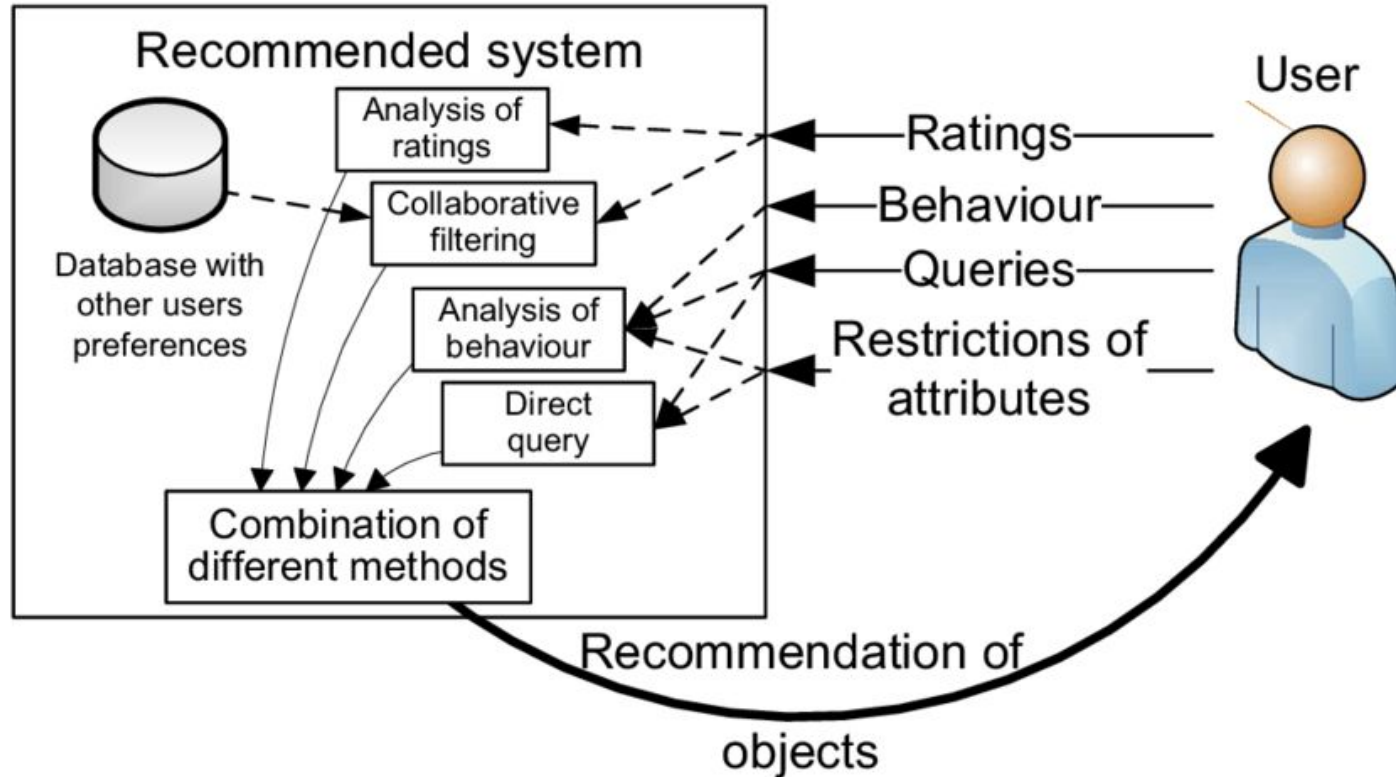 Recommended system
User
Analysis of
ratings
Ratings
Collaborative
filtering
Behaviour
Database with
other users
preferences
Queries
Analysis of
behaviour
Restrictions of
attributes
Direct
query
Combination of
different methods
Recommendation of
objects